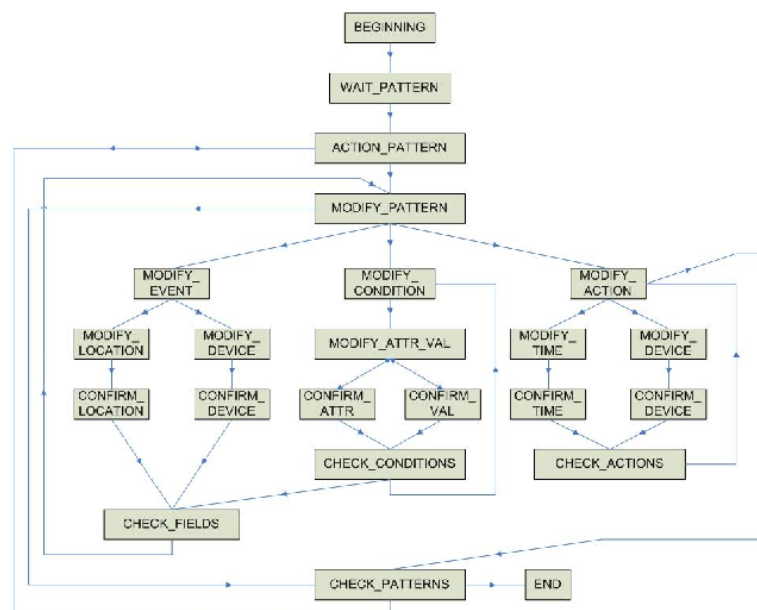 BEGINNING
WAIT_PATTERN
ACTION_PATTERN
MODIFY_PATTERN
MODIFY_
EVENT
MODIFY_
CONDITION
MODIFY_
ACTION
MODIFY_
LOCATION
MODIFY_
DEVICE
MODIFY_ATTR_VAL
MODIFY_
TIME
MODIFY_
DEVICE
CONFIRM_
LOCATION
CONFIRM_
DEVICE
CONFIRM_
ATTR
CONFIRM_
VAL
CONFIRM_
TIME
CONFIRM_
DEVICE
CHECK_CONDITIONS
CHECK_ACTIONS
CHECK_FIELDS
CHECK_PATTERNS
END